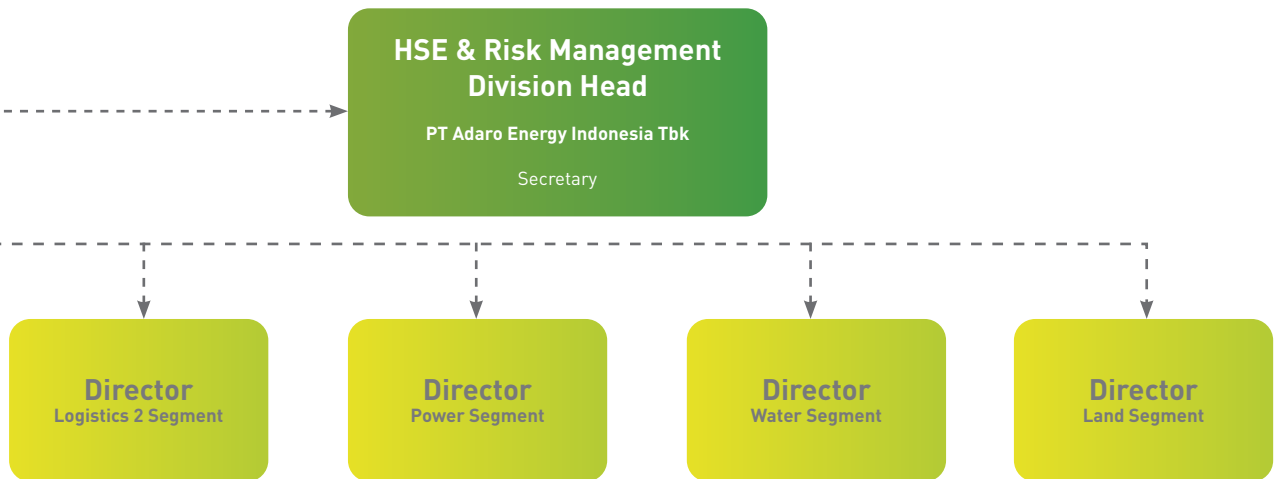 HSE & Risk Management
Division Head
PT Adaro Energy Indonesia Tbk
Secretary
Director
Logistics 2 Segment
Director
Power Segment
Director
Water Segment
Director
Land Segment